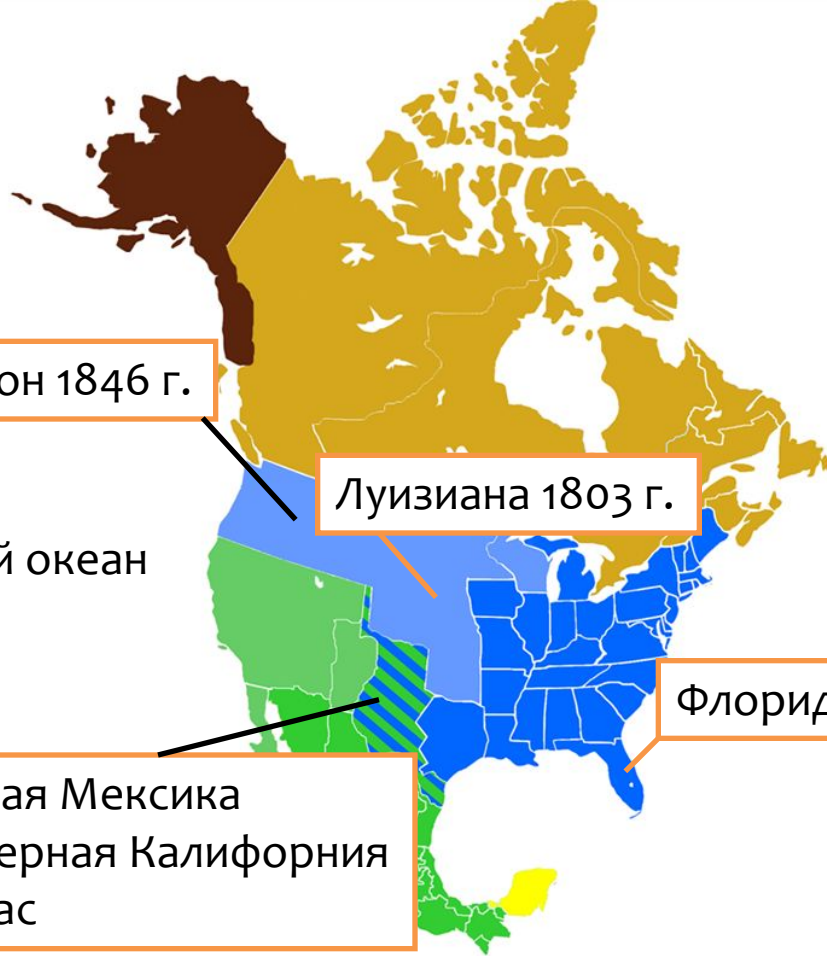 он 1846 г.
Луизиана 1803 г.
й океан
Флорид
ая Мексика
ерная Калифорния
ас